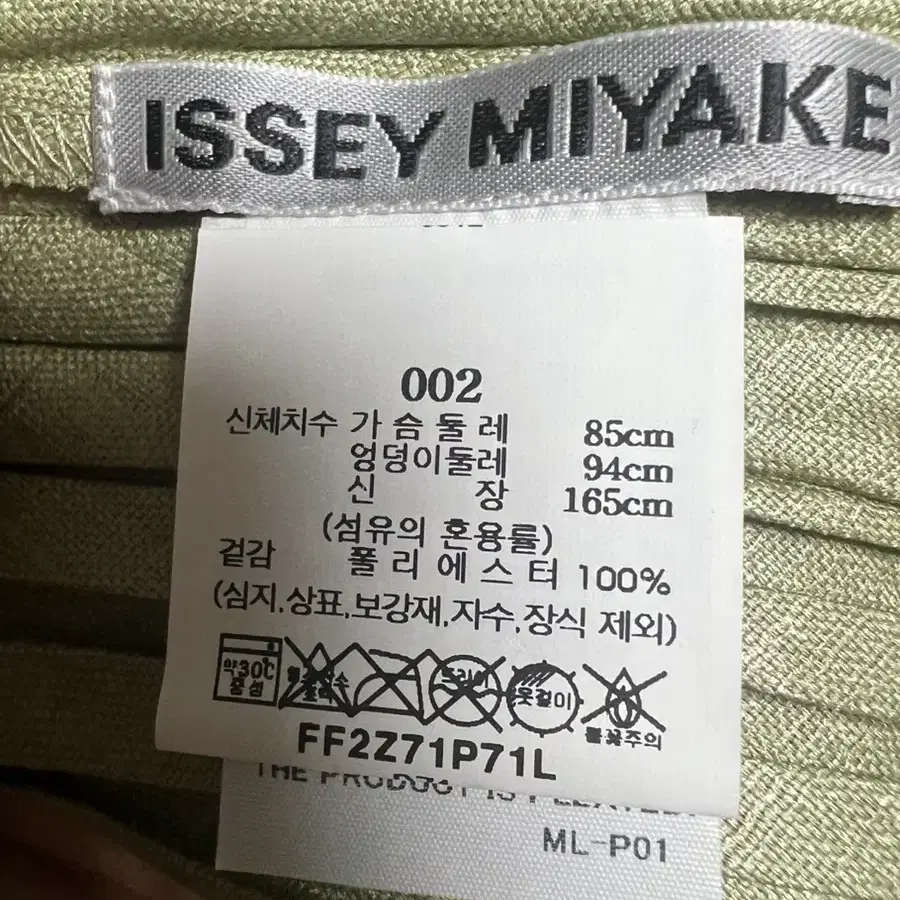 ISSEY MIYAKE
002
신체치수 가슴둘레 85cm
엉덩이둘레 94cm
신장 165cm
(섬유의 혼용률)
겉감 폴리에스터 100%
(심지,상표,보강재,자수,장식 제외)
약30℃ 드라이 옷걸이
중성 불꽃주의
FF2Z71P71L
THE PRODUCT IS
ML-P01